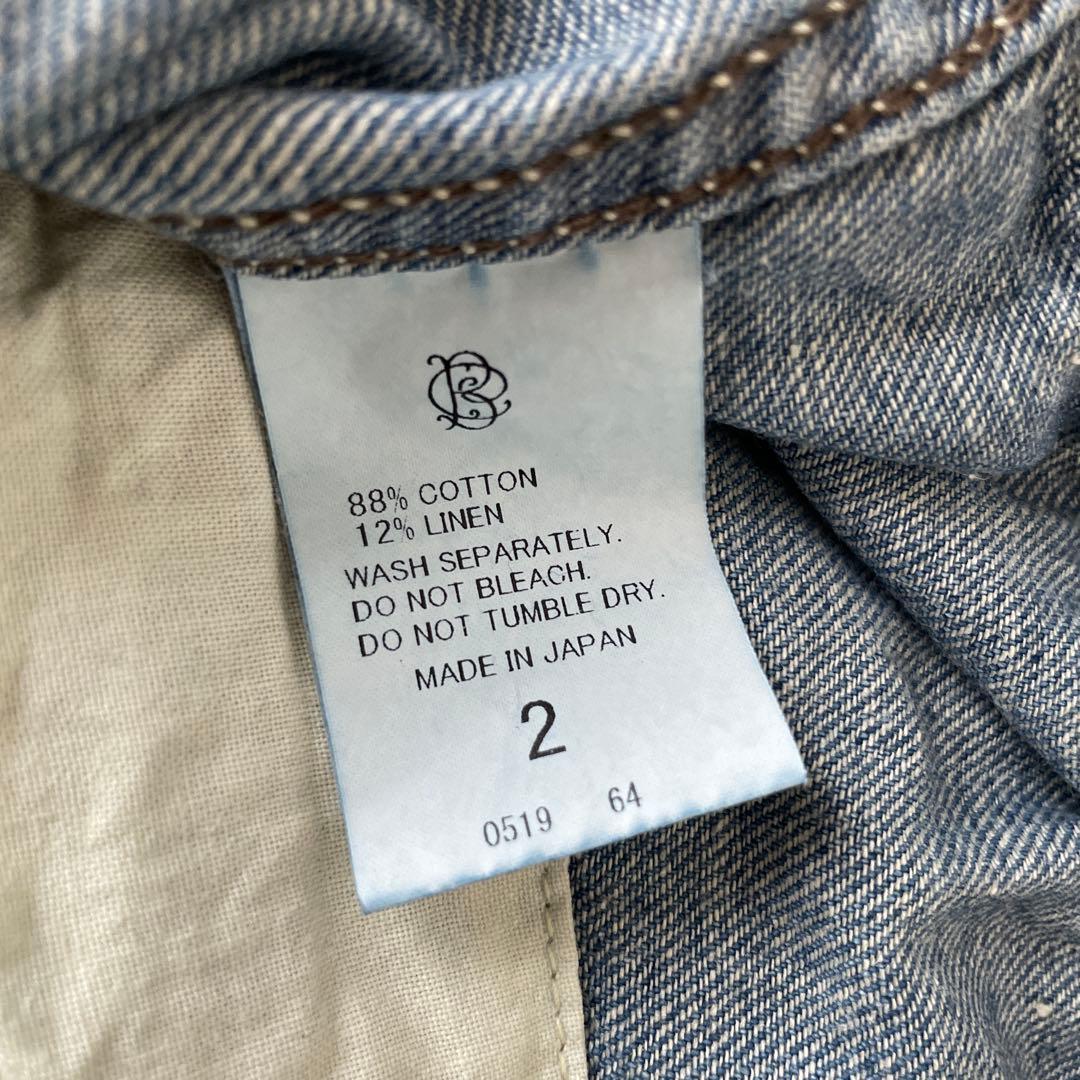 88% COTTON
12% LINEN
WASH SEPARATELY.
DO NOT BLEACH.
DO NOT TUMBLE DRY.
MADE IN JAPAN
2
0519 64